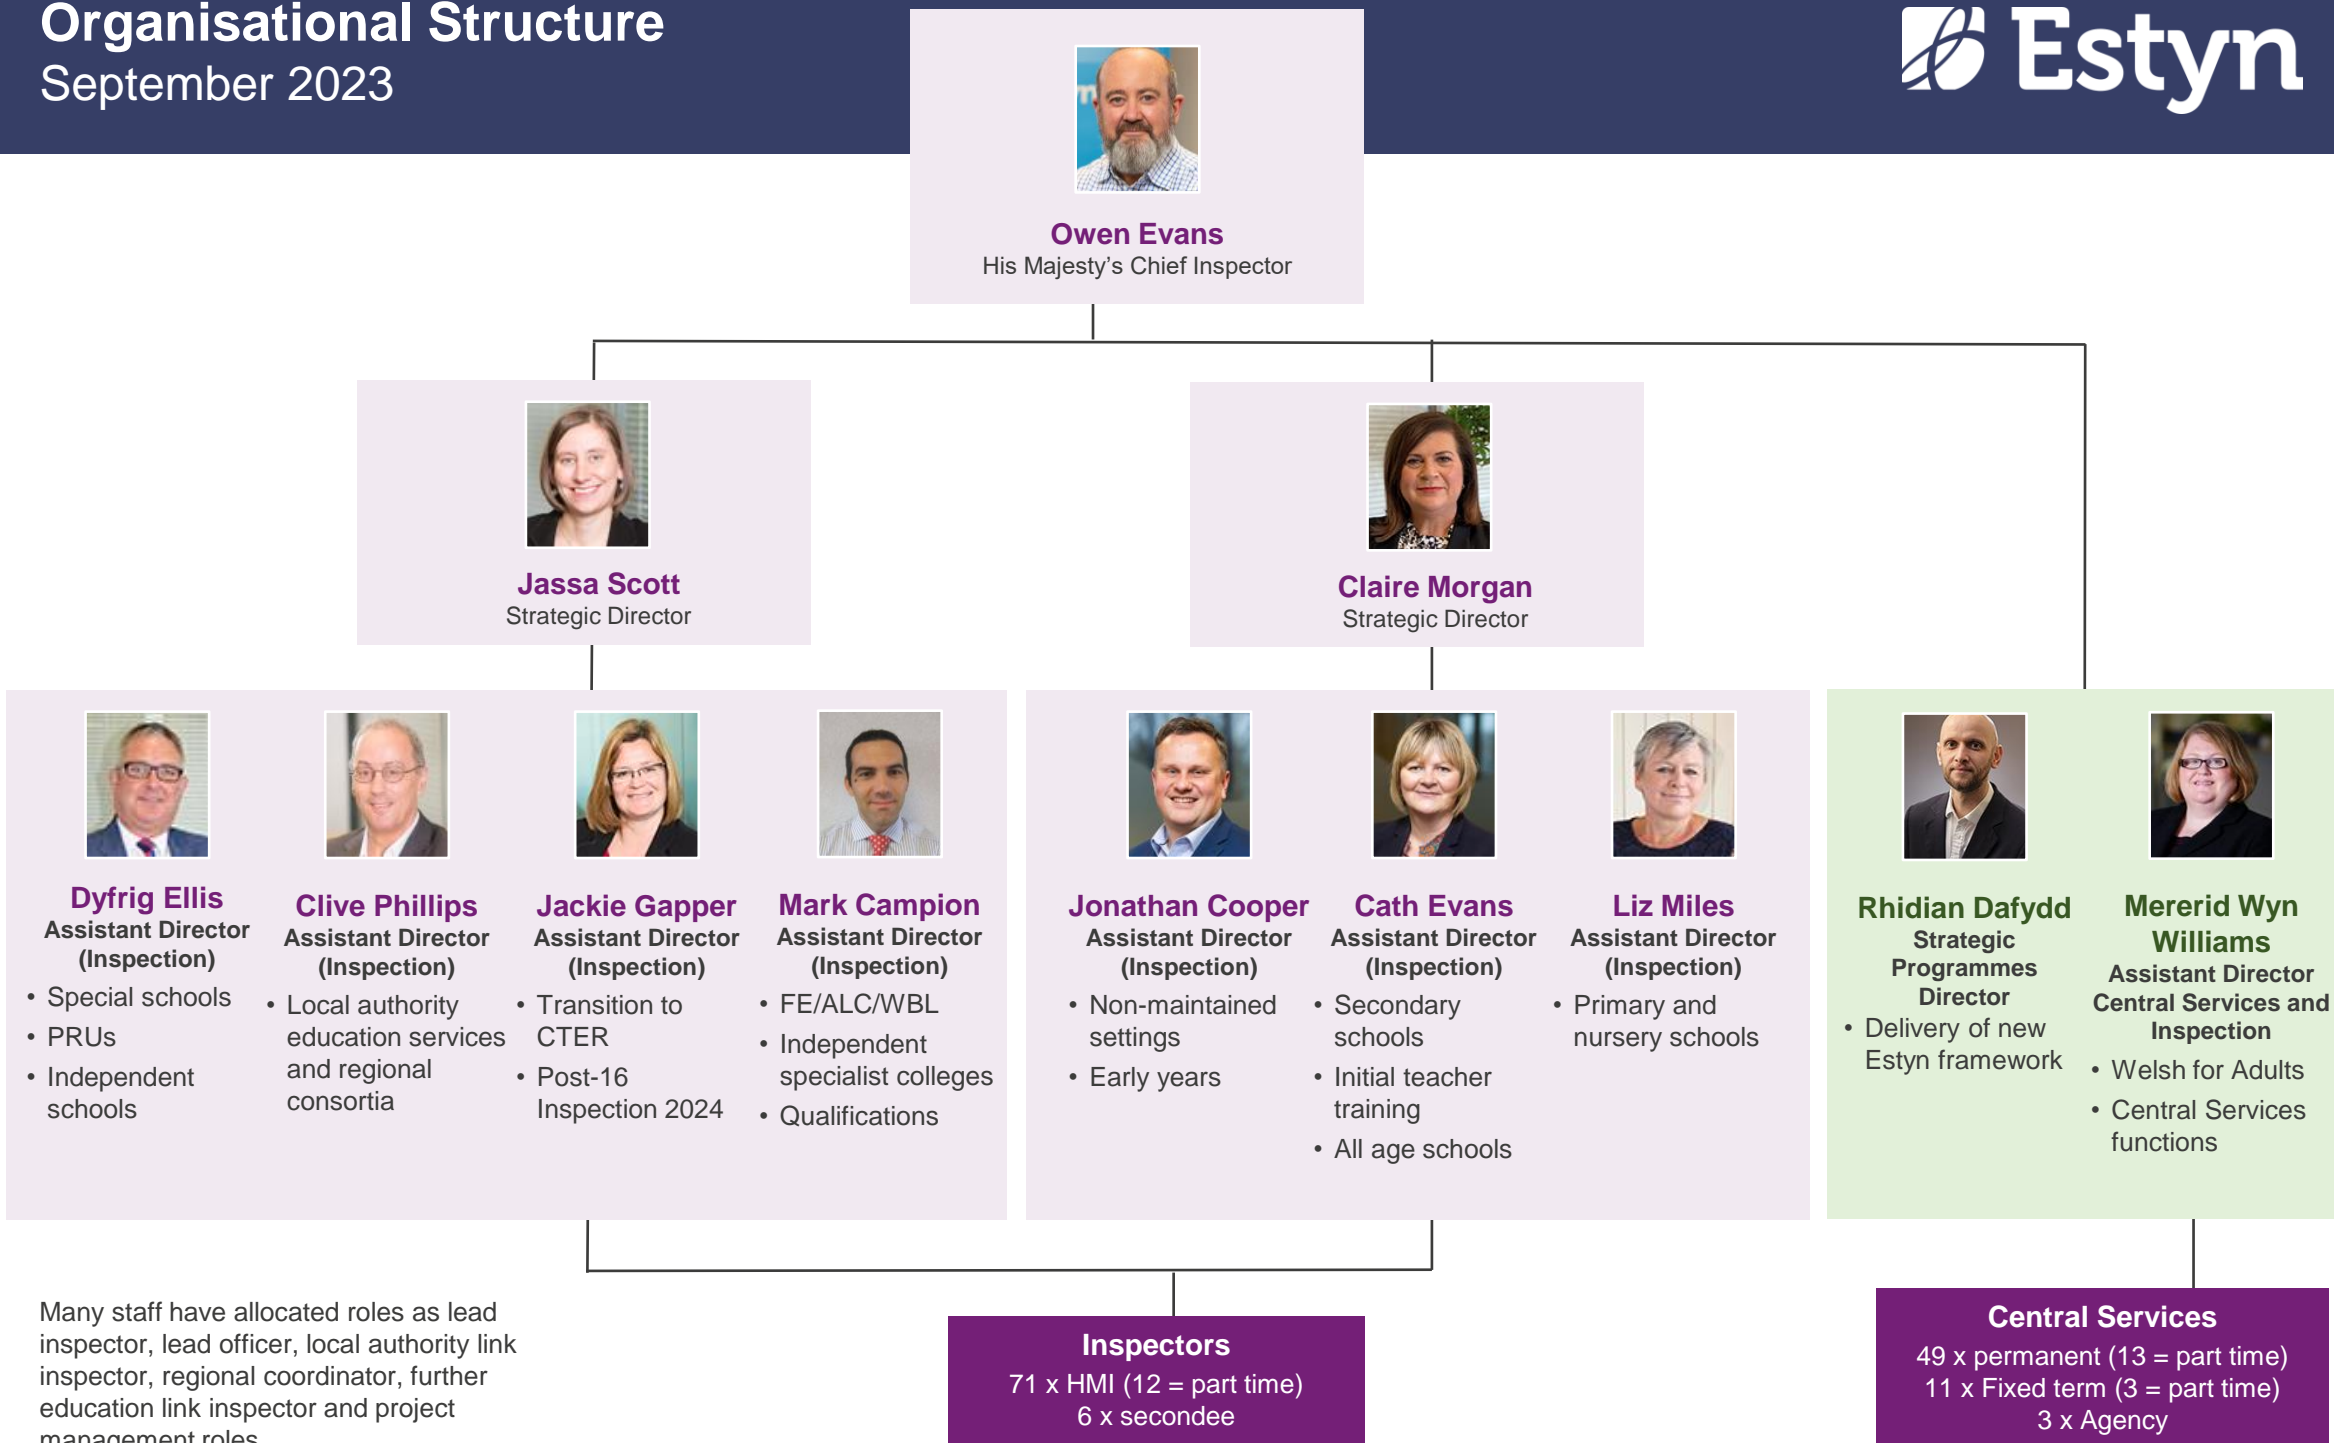 Organisational Structure
September 2023
Estyn
Owen Evans
His Majesty's Chief Inspector
Jassa Scott
Strategic Director
Claire Morgan
Strategic Director
Dyfrig Ellis
Assistant Director
(Inspection)
• Special schools
• PRUs
• Independent
schools
Clive Phillips
Assistant Director
(Inspection)
• Local authority
education services
and regional
consortia
Jackie Gapper
Assistant Director
(Inspection)
• Transition to
CTER
• Post-16
Inspection 2024
Mark Campion
Assistant Director
(Inspection)
• FE/ALC/WBL
• Independent
specialist colleges
• Qualifications
Jonathan Cooper
Assistant Director
(Inspection)
• Non-maintained
settings
• Early years
Cath Evans
Assistant Director
(Inspection)
• Secondary
schools
• Initial teacher
training
• All age schools
Liz Miles
Assistant Director
(Inspection)
• Primary and
nursery schools
Rhidian Dafydd
Strategic
Programmes
Director
• Delivery of new
Estyn framework
Mererid Wyn
Williams
Assistant Director
Central Services and
Inspection
• Welsh for Adults
• Central Services
functions
Many staff have allocated roles as lead
inspector, lead officer, local authority link
inspector, regional coordinator, further
education link inspector and project
management roles
Inspectors
71 x HMI (12 = part time)
6 x secondee
Central Services
49 x permanent (13 = part time)
11 x Fixed term (3 = part time)
3 x Agency